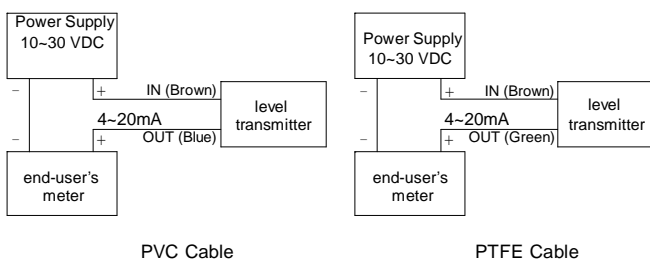 Power Supply
10~30 VDC
−
+
IN (Brown)
level
transmitter
4~20mA
−
+
OUT (Blue)
end-user's
meter
PVC Cable
Power Supply
10~30 VDC
−
+
IN (Brown)
level
transmitter
4~20mA
−
+
OUT (Green)
end-user's
meter
PTFE Cable